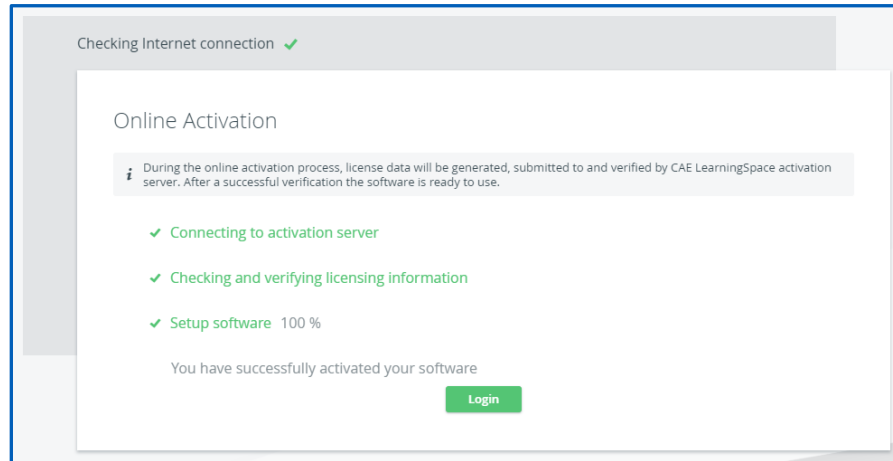 Checking Internet connection
Online Activation
During the online activation process, license data will be generated, submitted to and verified by CAE LearningSpace activation
server. After a successful verification the software is ready to use.
Connecting to activation server
Checking and verifying licensing information
Setup software 100 %
You have successfully activated your software
Login